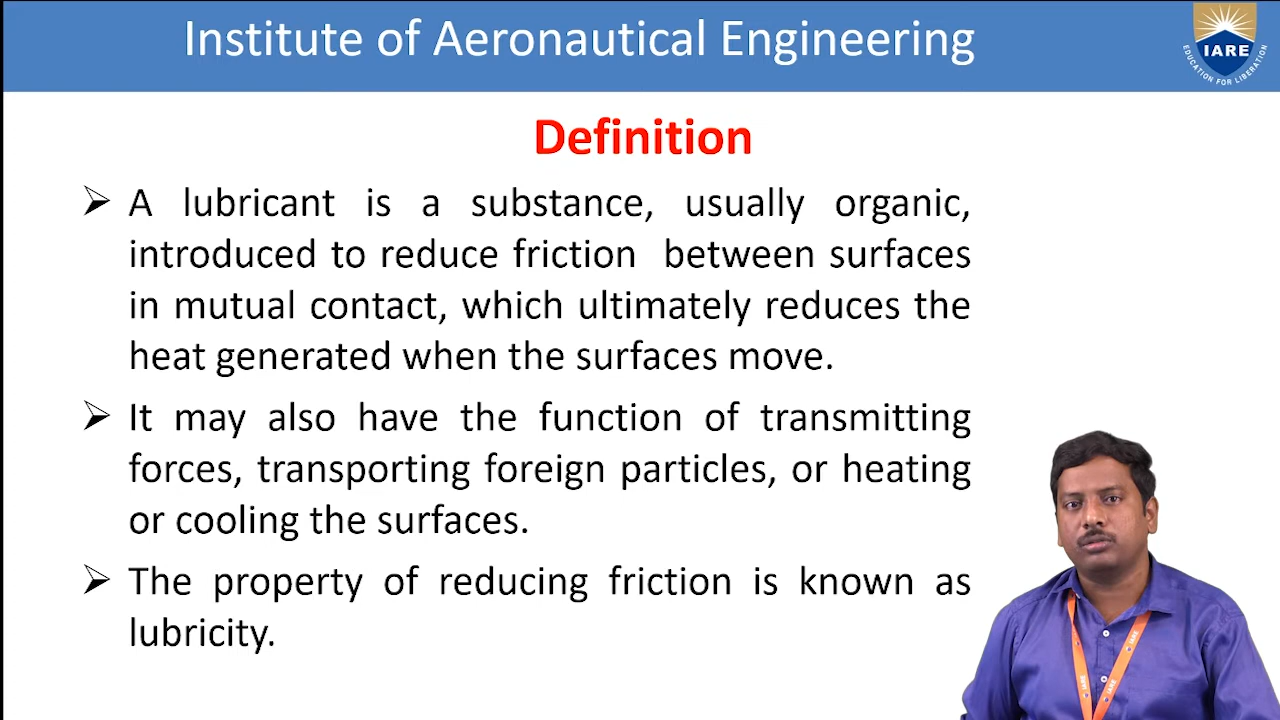 Institute of Aeronautical Engineering
IARE
EDUCATION FOR LIBERATION
Definition
➢ A lubricant is a substance, usually organic,
introduced to reduce friction between surfaces
in mutual contact, which ultimately reduces the
heat generated when the surfaces move.
➢ It may also have the function of transmitting
forces, transporting foreign particles, or heating
or cooling the surfaces.
➢ The property of reducing friction is known as
lubricity.
IARE
IARE
IARE